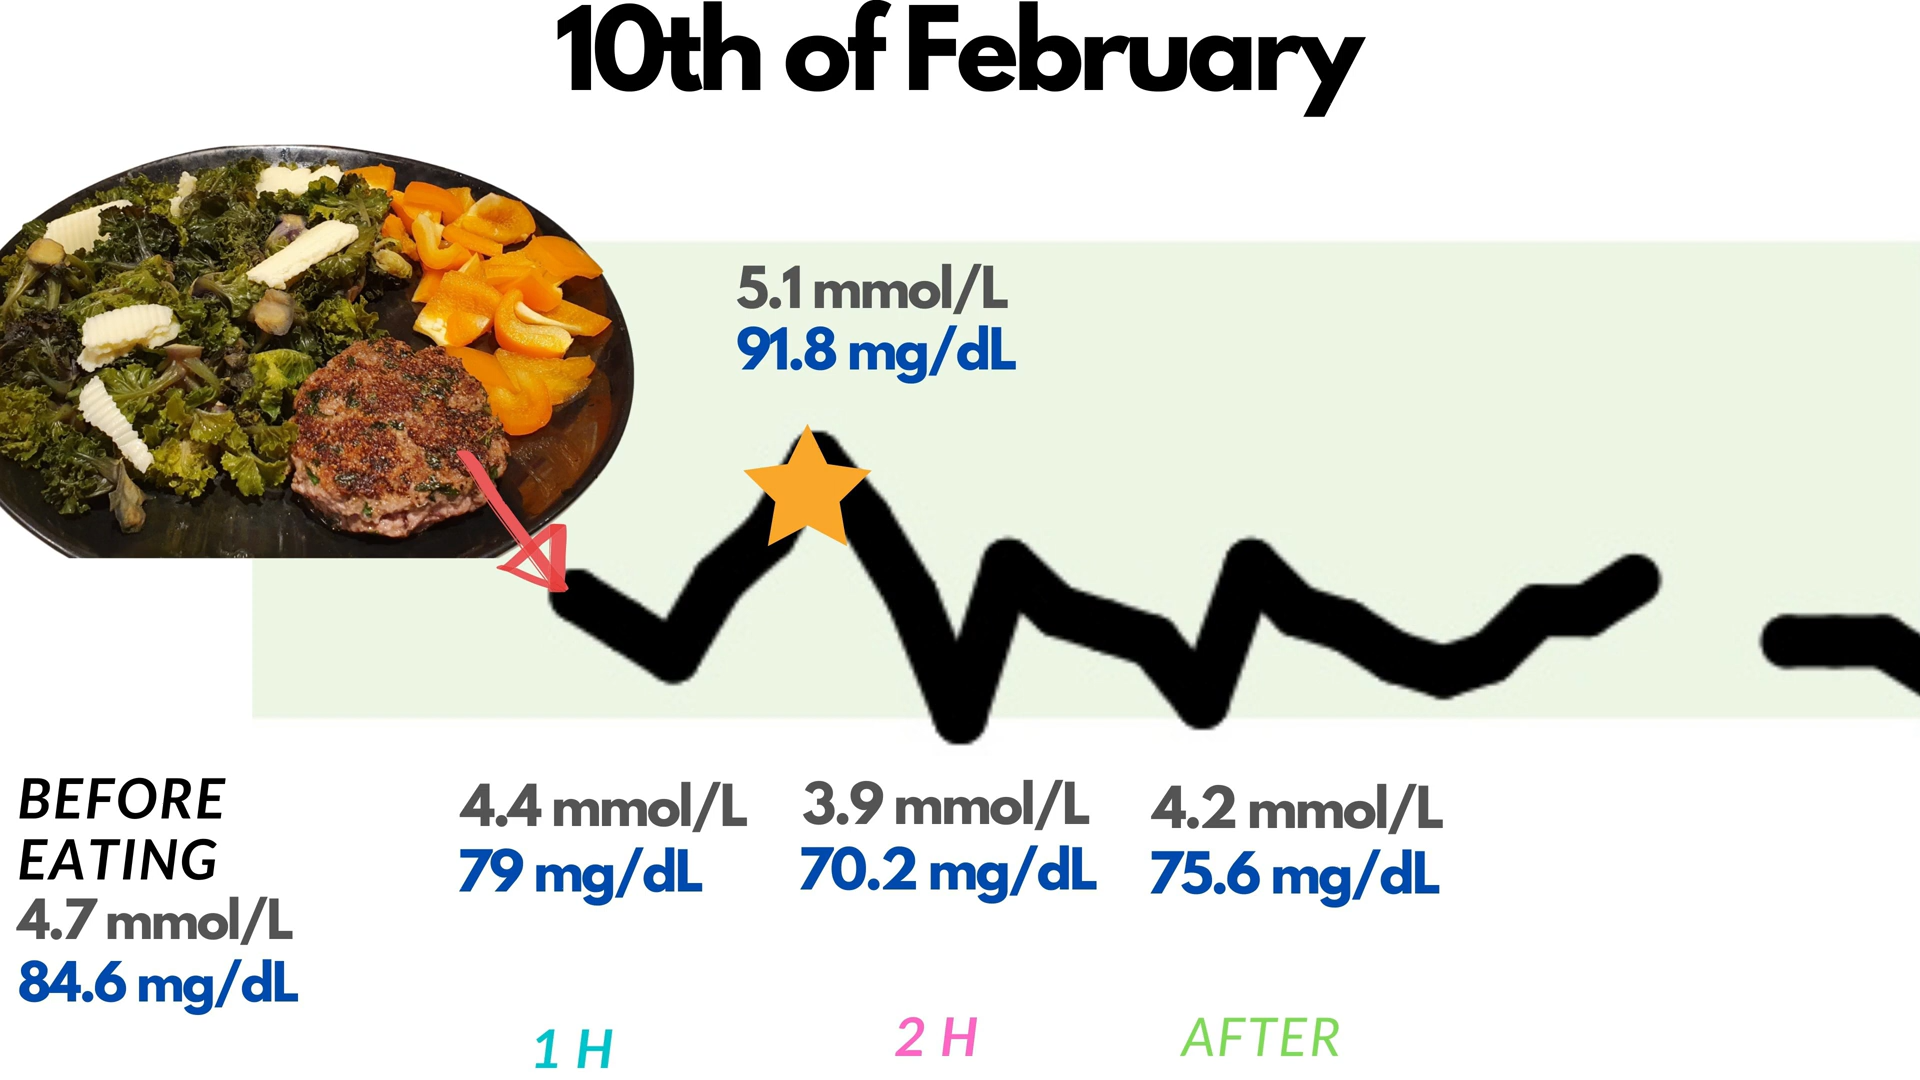 10th of February
5.1 mmol/L
91.8 mg/dL
BEFORE
EATING
4.7 mmol/L
84.6 mg/dL
4.4 mmol/L
79 mg/dL
3.9 mmol/L
70.2 mg/dL
4.2 mmol/L
75.6 mg/dL
1 H
2 H
AFTER